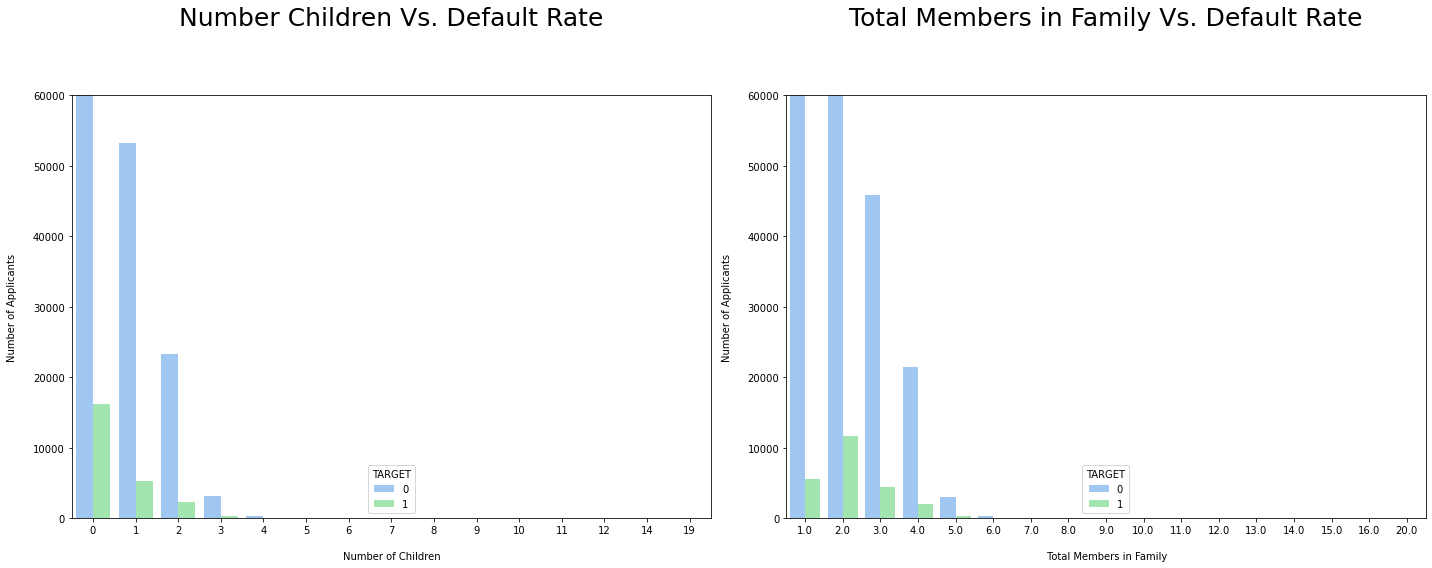 Number Children Vs. Default Rate
60000
50000
40000
30000
20000
10000
0
Number of Applicants
TARGET
0
1
0 1 2 3 4 5 6 7 8 9 10 11 12 14 19
Number of Children
Total Members in Family Vs. Default Rate
60000
50000
40000
30000
20000
10000
0
Number of Applicants
TARGET
0
1
1.0 2.0 3.0 4.0 5.0 6.0 7.0 8.0 9.0 10.0 11.0 12.0 13.0 14.0 15.0 16.0 20.0
Total Members in Family